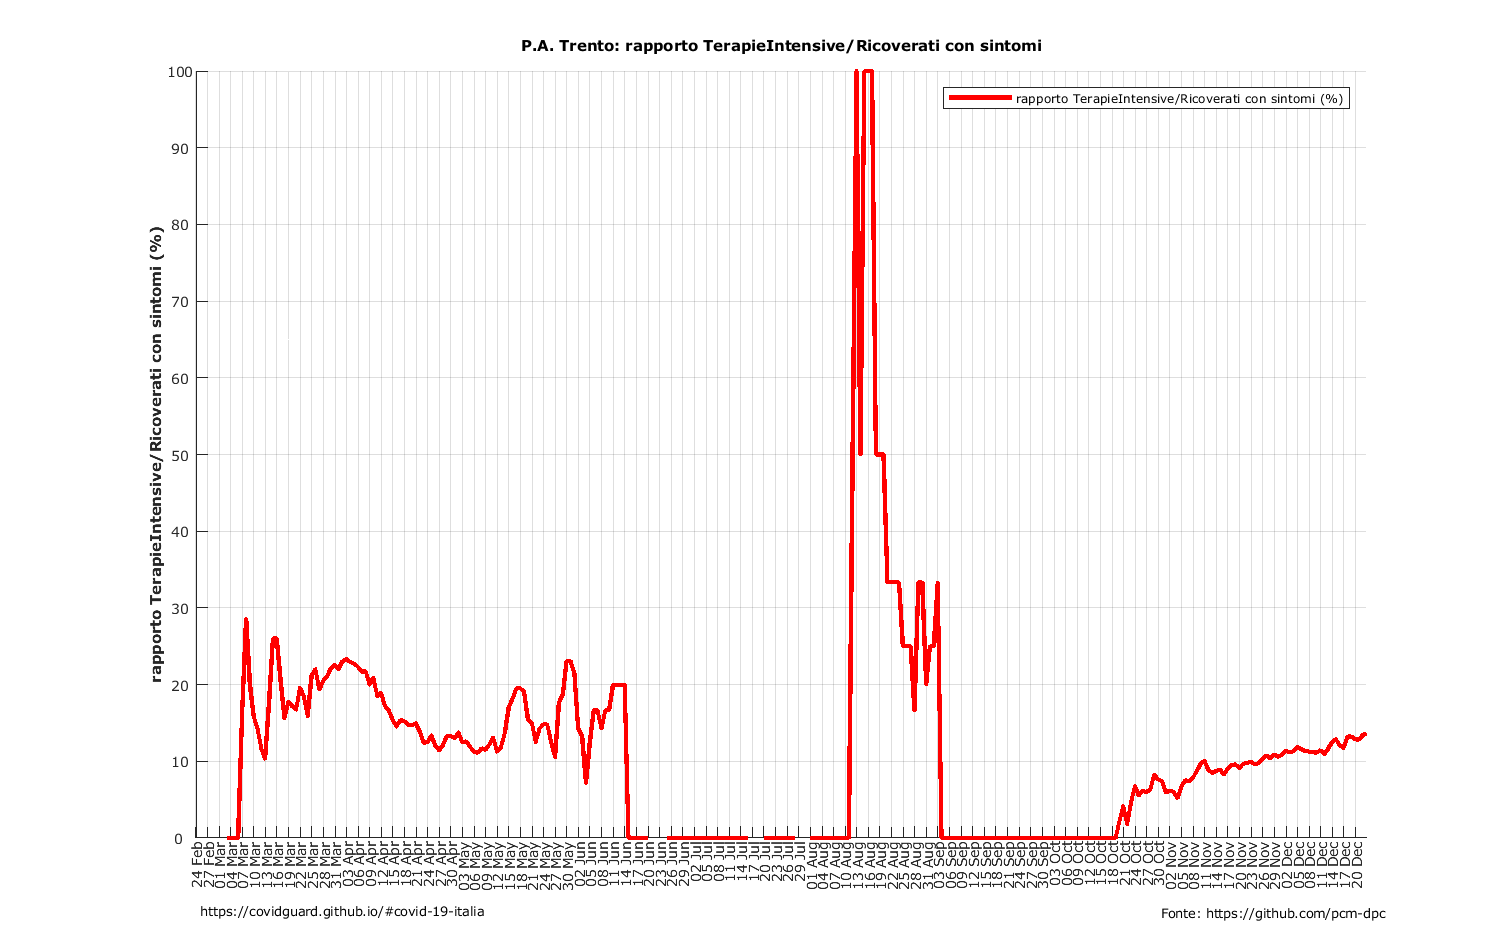 P.A. Trento: rapporto TerapieIntensive/Ricoverati con sintomi
rapporto TerapieIntensive/Ricoverati con sintomi (%)
rapporto TerapieIntensive/Ricoverati con sintomi (%)
100
90
80
70
60
50
40
30
20
10
0
24 Feb
27 Feb
01 Mar
04 Mar
07 Mar
10 Mar
13 Mar
16 Mar
19 Mar
22 Mar
25 Mar
28 Mar
31 Mar
03 Apr
06 Apr
09 Apr
12 Apr
15 Apr
18 Apr
21 Apr
24 Apr
27 Apr
30 Apr
03 May
06 May
09 May
12 May
15 May
18 May
21 May
24 May
27 May
30 May
02 Jun
05 Jun
08 Jun
11 Jun
14 Jun
17 Jun
20 Jun
23 Jun
26 Jun
29 Jun
02 Jul
05 Jul
08 Jul
11 Jul
14 Jul
17 Jul
20 Jul
23 Jul
26 Jul
29 Jul
01 Aug
04 Aug
07 Aug
10 Aug
13 Aug
16 Aug
19 Aug
22 Aug
25 Aug
28 Aug
31 Aug
03 Sep
06 Sep
09 Sep
12 Sep
15 Sep
18 Sep
21 Sep
24 Sep
27 Sep
30 Sep
03 Oct
06 Oct
09 Oct
12 Oct
15 Oct
18 Oct
21 Oct
24 Oct
27 Oct
30 Oct
02 Nov
05 Nov
08 Nov
11 Nov
14 Nov
17 Nov
20 Nov
23 Nov
26 Nov
29 Nov
02 Dec
05 Dec
08 Dec
11 Dec
14 Dec
17 Dec
20 Dec
https://covidguard.github.io/#covid-19-italia
Fonte: https://github.com/pcm-dpc